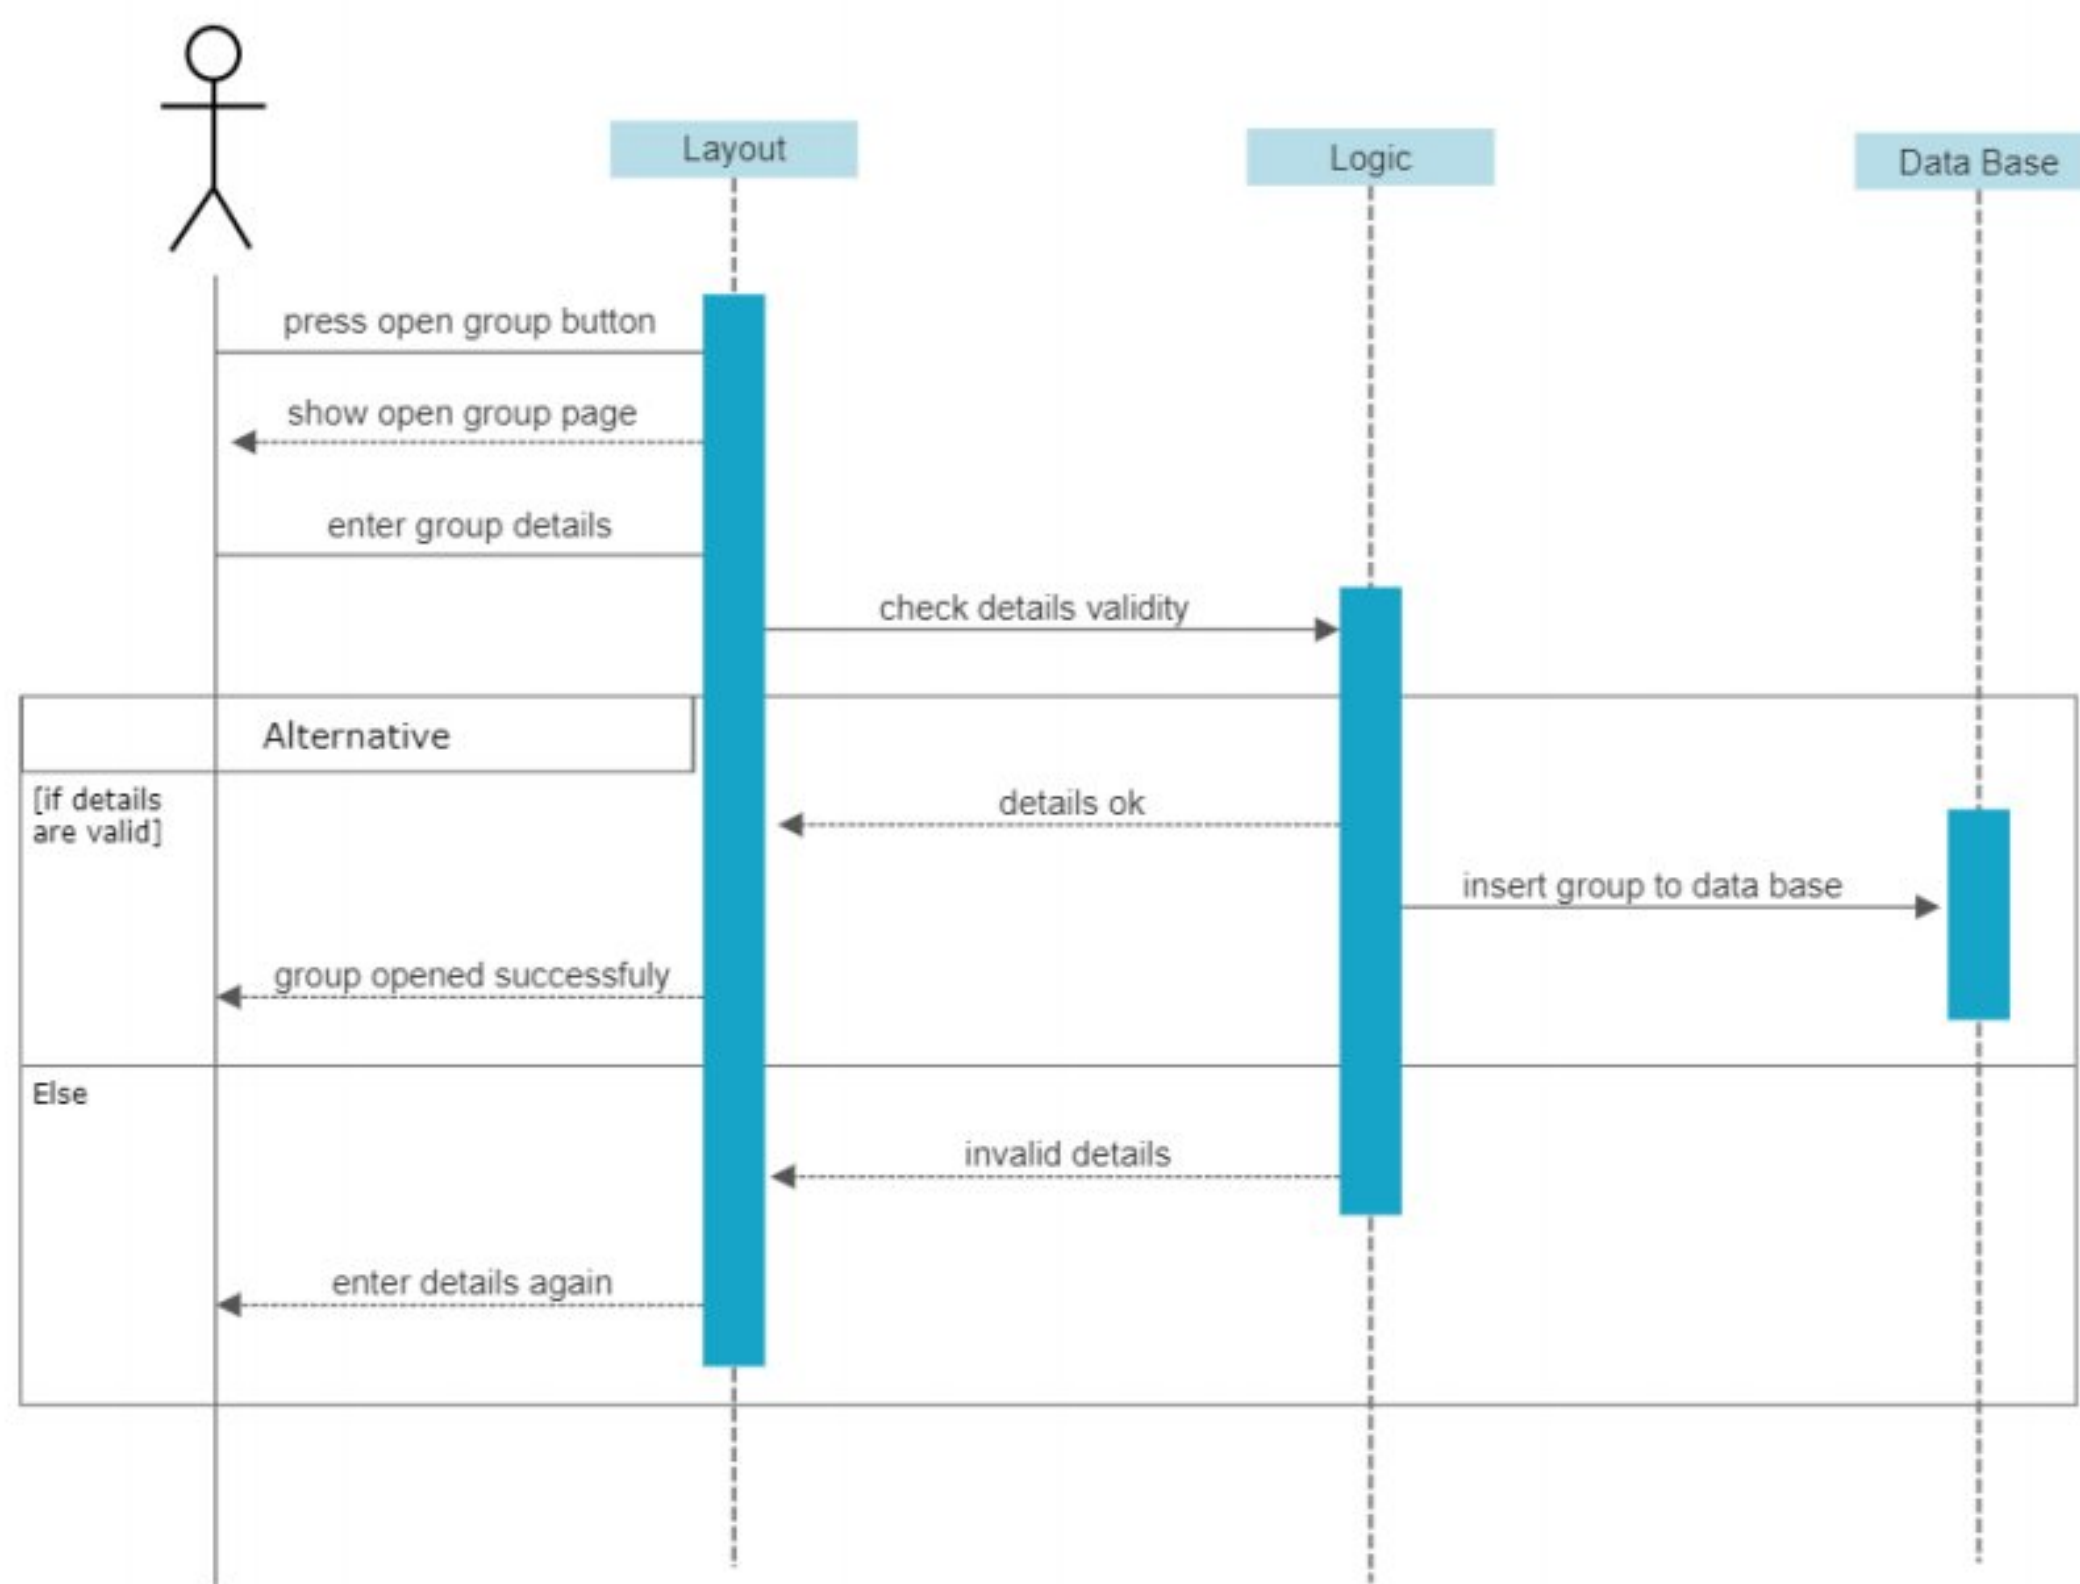 Layout
Logic
Data Base
press open group button
show open group page
enter group details
check details validity
Alternative
[if details
are valid]
details ok
insert group to data base
group opened successfuly
Else
invalid details
enter details again